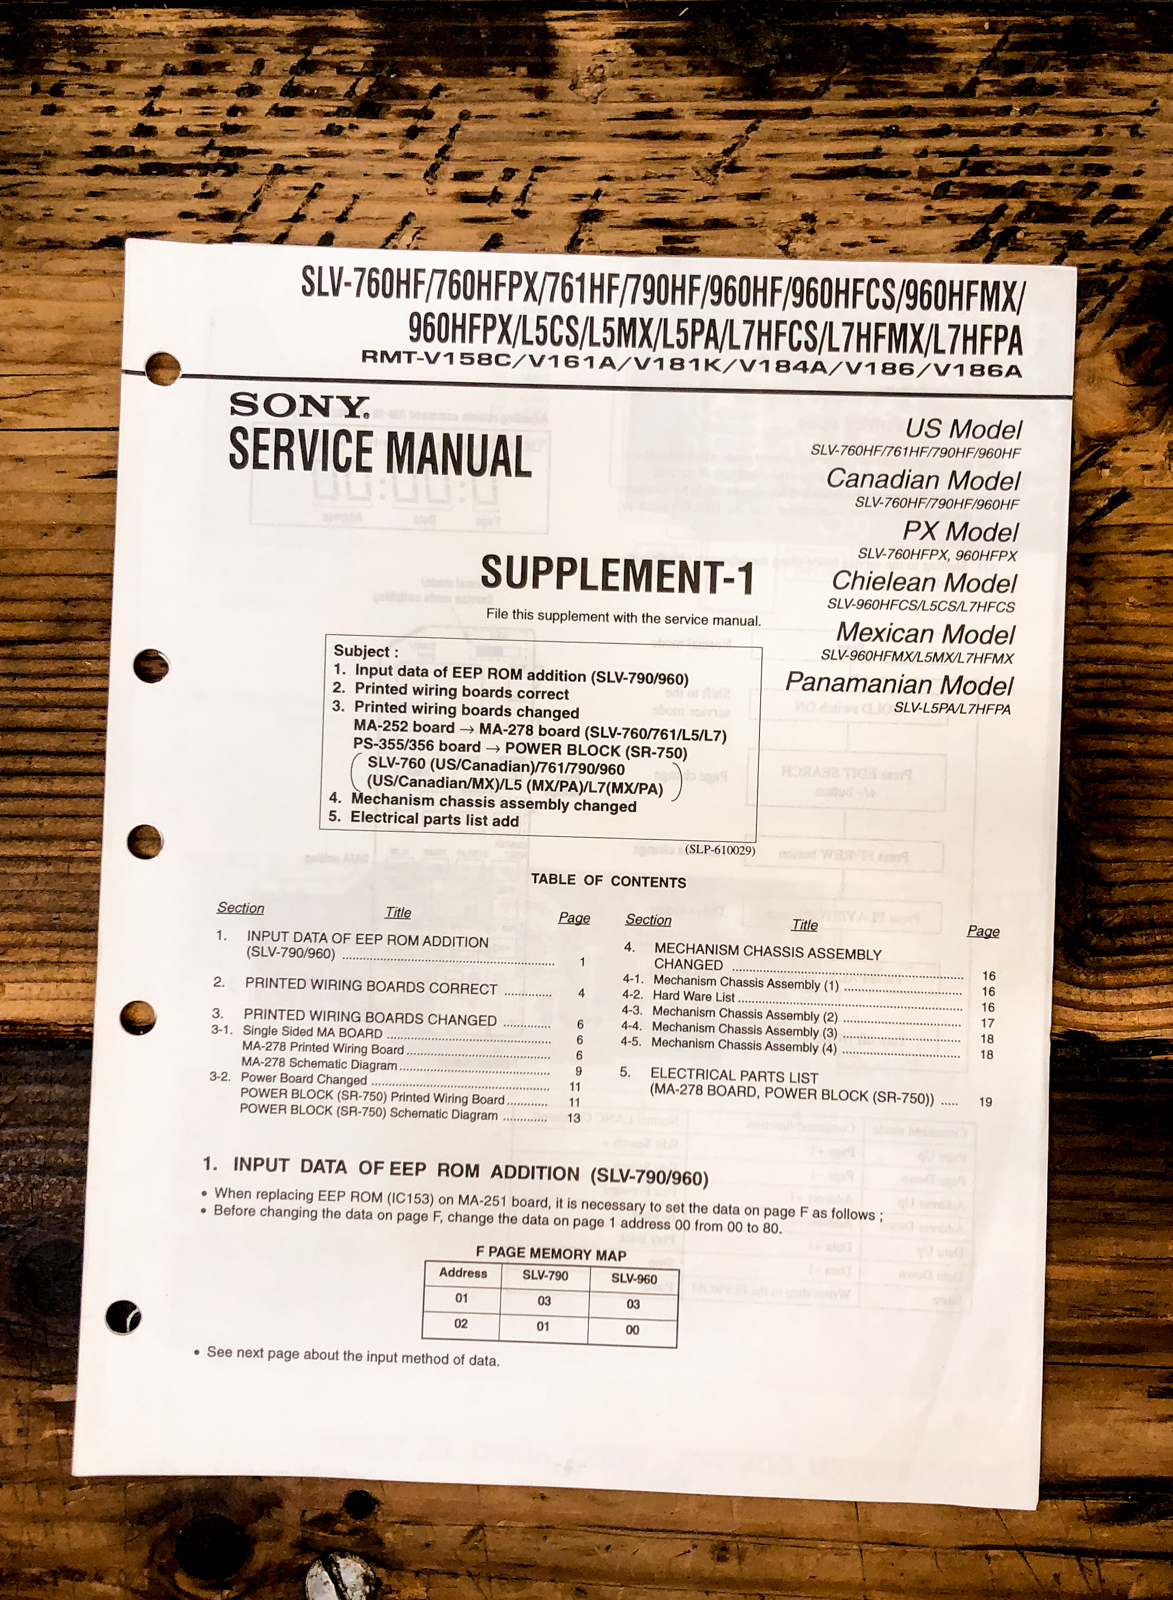 SLV-760HF/760HFPX/761HF/790HF/960HF/960HFCS/960HFMX/
960HFPX/L5CS/L5MX/L5PA/L7HFCS/L7HFMX/L7HFPA
RMT-V158C/V161A/V181K/V184A/V186/V186A
SONY.
SERVICE MANUAL
US Model
SLV-760HF/761HF/790HF/960HF
Canadian Model
SLV-760HF/790HF/960HF
PX Model
SLV-760HFPX, 960HFPX
Chielean Model
SLV-960HFCS/L5CS/L7HFCS
Mexican Model
SLV-960HFMX/L5MX/L7HFMX
Panamanian Model
SLV-L5PA/L7HFPA
SUPPLEMENT-1
File this supplement with the service manual.
Subject :
1. Input data of EEP ROM addition (SLV-790/960)
2. Printed wiring boards correct
3. Printed wiring boards changed
MA-252 board → MA-278 board (SLV-760/761/L5/L7)
PS-355/356 board → POWER BLOCK (SR-750)
(SLV-760 (US/Canadian)/761/790/960
(US/Canadian/MX)/L5 (MX/PA)/L7(MX/PA))
4. Mechanism chassis assembly changed
5. Electrical parts list add
(SLP-610029)
TABLE OF CONTENTS
Section Title Page
1. INPUT DATA OF EEP ROM ADDITION
(SLV-790/960) .......... 1
2. PRINTED WIRING BOARDS CORRECT .......... 4
3. PRINTED WIRING BOARDS CHANGED .......... 6
3-1. Single Sided MA BOARD .......... 6
MA-278 Printed Wiring Board .......... 6
MA-278 Schematic Diagram .......... 9
3-2. Power Board Changed .......... 11
POWER BLOCK (SR-750) Printed Wiring Board .......... 11
POWER BLOCK (SR-750) Schematic Diagram .......... 13
Section Title Page
4. MECHANISM CHASSIS ASSEMBLY
CHANGED .......... 16
4-1. Mechanism Chassis Assembly (1) .......... 16
4-2. Hard Ware List .......... 16
4-3. Mechanism Chassis Assembly (2) .......... 17
4-4. Mechanism Chassis Assembly (3) .......... 18
4-5. Mechanism Chassis Assembly (4) .......... 18
5. ELECTRICAL PARTS LIST
(MA-278 BOARD, POWER BLOCK (SR-750)) ..... 19
1. INPUT DATA OF EEP ROM ADDITION (SLV-790/960)
• When replacing EEP ROM (IC153) on MA-251 board, it is necessary to set the data on page F as follows ;
• Before changing the data on page F, change the data on page 1 address 00 from 00 to 80.
F PAGE MEMORY MAP
Address SLV-790 SLV-960
01 03 03
02 01 00
• See next page about the input method of data.